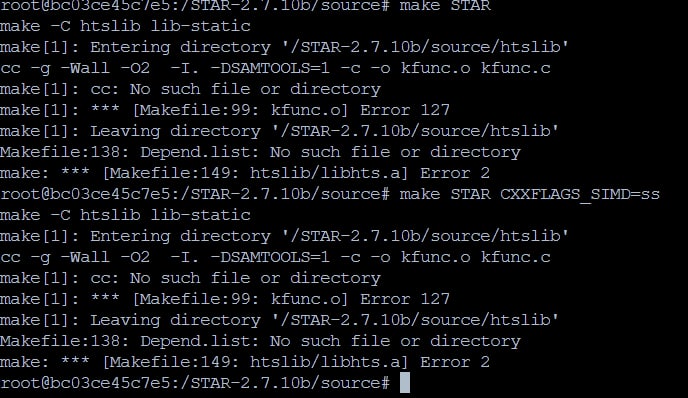 root@bc03ce45c7e5:/STAR-2.7.10b/source# make STAR
make -C htslib lib-static
make[1]: Entering directory '/STAR-2.7.10b/source/htslib'
cc -g -Wall -O2  -I. -DSAMTOOLS=1 -c -o kfunc.o kfunc.c
make[1]: cc: No such file or directory
make[1]: *** [Makefile:99: kfunc.o] Error 127
make[1]: Leaving directory '/STAR-2.7.10b/source/htslib'
Makefile:138: Depend.list: No such file or directory
make: *** [Makefile:149: htslib/libhts.a] Error 2
root@bc03ce45c7e5:/STAR-2.7.10b/source# make STAR CXXFLAGS_SIMD=ss
make -C htslib lib-static
make[1]: Entering directory '/STAR-2.7.10b/source/htslib'
cc -g -Wall -O2  -I. -DSAMTOOLS=1 -c -o kfunc.o kfunc.c
make[1]: cc: No such file or directory
make[1]: *** [Makefile:99: kfunc.o] Error 127
make[1]: Leaving directory '/STAR-2.7.10b/source/htslib'
Makefile:138: Depend.list: No such file or directory
make: *** [Makefile:149: htslib/libhts.a] Error 2
root@bc03ce45c7e5:/STAR-2.7.10b/source#